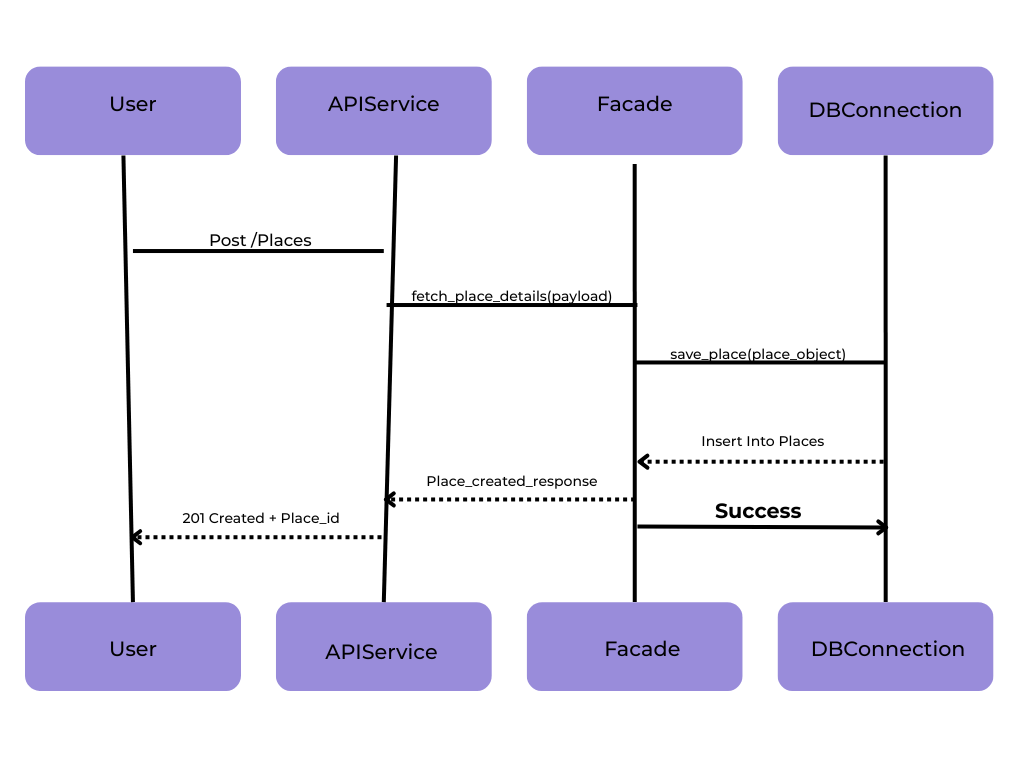 User
APIService
Facade
DBConnection
Post /Places
fetch_place_details(payload)
save_place(place_object)
Insert Into Places
Place_created_response
Success
201 Created + Place_id
User
APIService
Facade
DBConnection